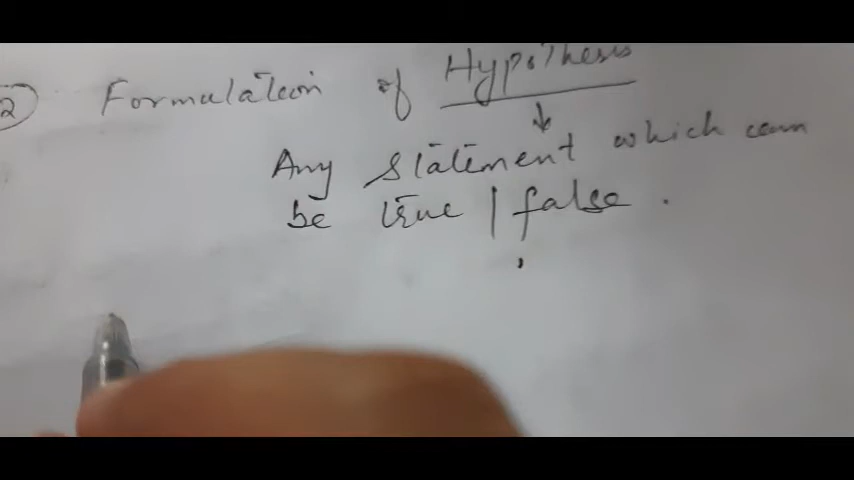 2 Formulation of Hypothesis
Any statement which can
be true / false .